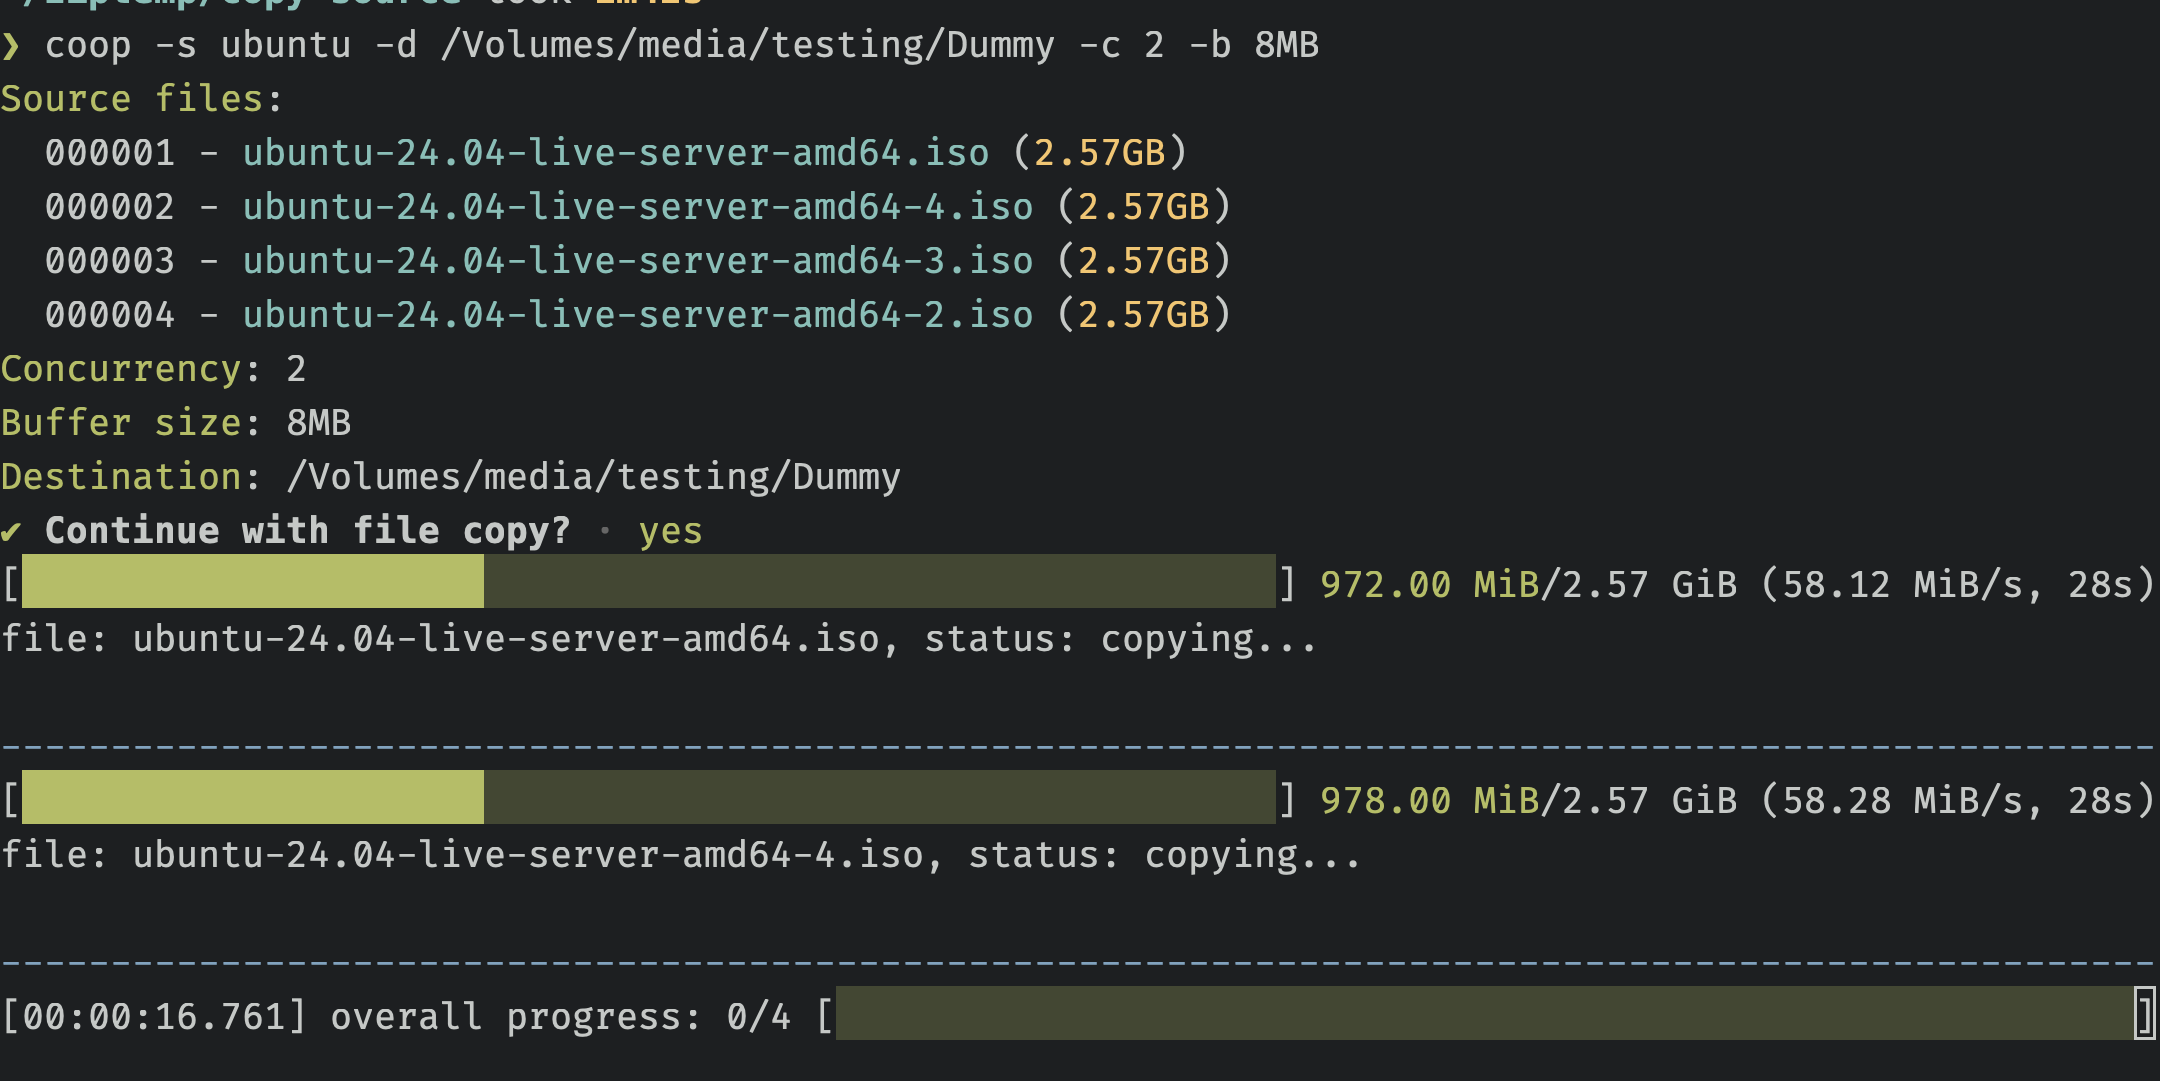 ❯ coop -s ubuntu -d /Volumes/media/testing/Dummy -c 2 -b 8MB
Source files:
  000001 - ubuntu-24.04-live-server-amd64.iso (2.57GB)
  000002 - ubuntu-24.04-live-server-amd64-4.iso (2.57GB)
  000003 - ubuntu-24.04-live-server-amd64-3.iso (2.57GB)
  000004 - ubuntu-24.04-live-server-amd64-2.iso (2.57GB)
Concurrency: 2
Buffer size: 8MB
Destination: /Volumes/media/testing/Dummy
✔ Continue with file copy? · yes
[] 972.00 MiB/2.57 GiB (58.12 MiB/s, 28s)
file: ubuntu-24.04-live-server-amd64.iso, status: copying...
--------------------------------------------------------------------------------------------------
[] 978.00 MiB/2.57 GiB (58.28 MiB/s, 28s)
file: ubuntu-24.04-live-server-amd64-4.iso, status: copying...
--------------------------------------------------------------------------------------------------
[00:00:16.761] overall progress: 0/4 []